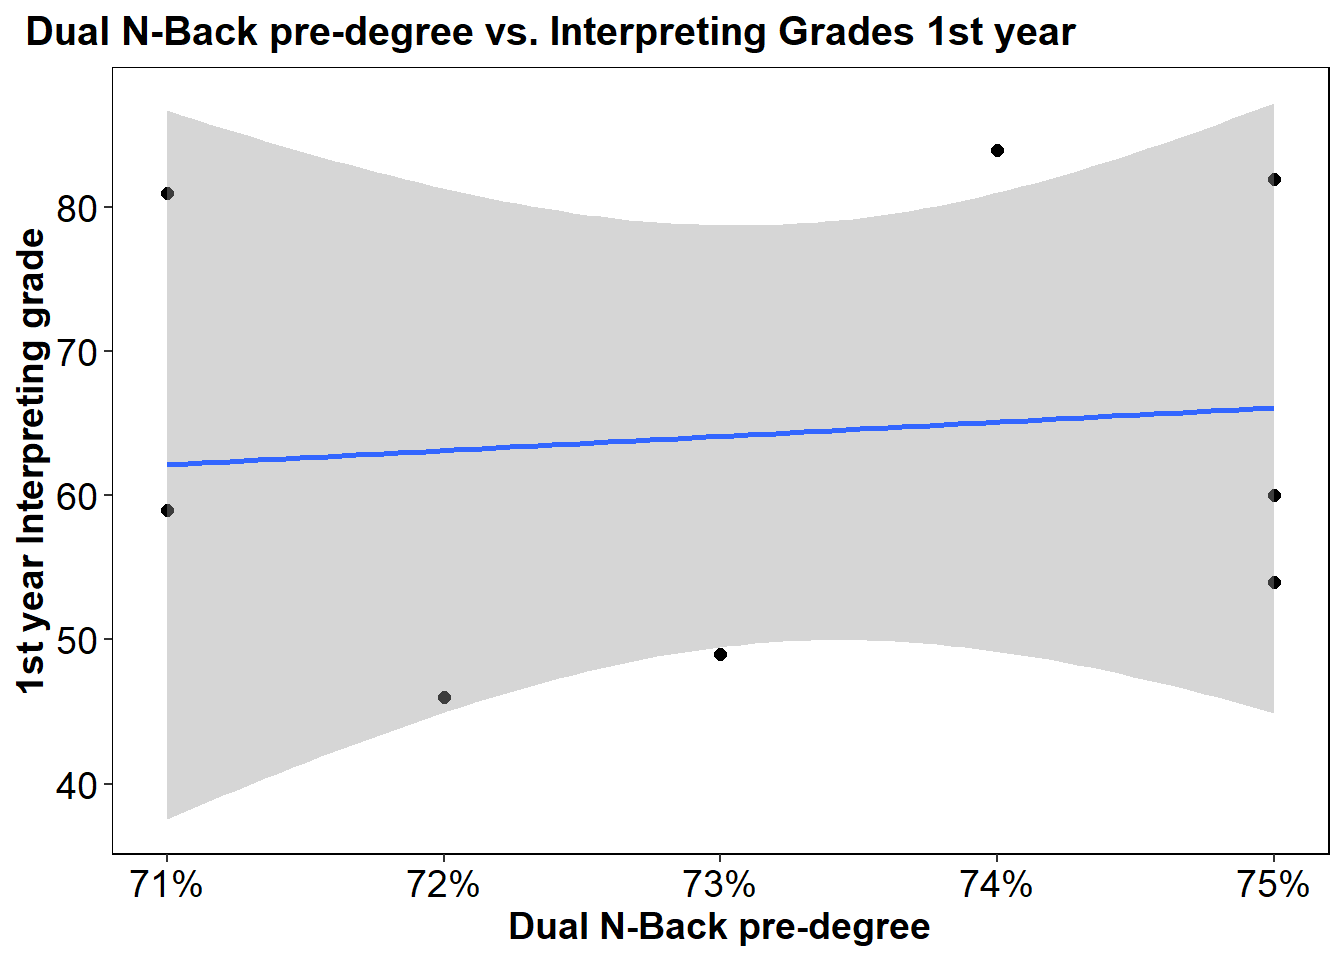 Dual N-Back pre-degree vs. Interpreting Grades 1st year
1st year Interpreting grade
80
70
60
50
40
71% 72% 73% 74% 75%
Dual N-Back pre-degree